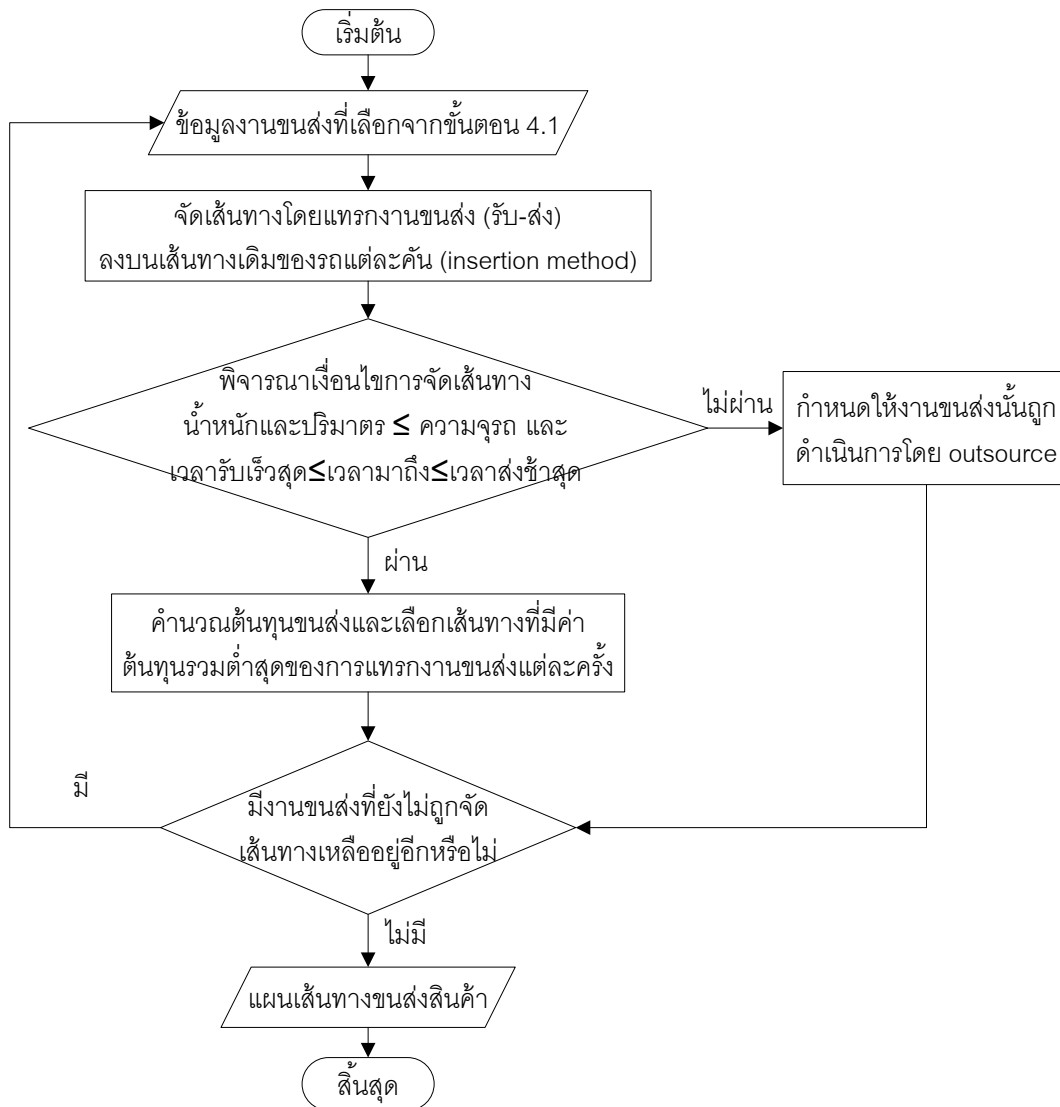 เริ่มต้น
ข้อมูลงานขนส่งที่เลือกจากขั้นตอน 4.1
จัดเส้นทางโดยแทรกงานขนส่ง (รับ-ส่ง)
ลงบนเส้นทางเดิมของรถแต่ละคัน (insertion method)
พิจารณาเงื่อนไขการจัดเส้นทาง
น้ำหนักและปริมาตร ≤ ความจุรถ และ
เวลารับเร็วสุด≤เวลามาถึง≤เวลาส่งช้าสุด
ไม่ผ่าน
กำหนดให้งานขนส่งนั้นถูก
ดำเนินการโดย outsource
ผ่าน
คำนวณต้นทุนขนส่งและเลือกเส้นทางที่มีค่า
ต้นทุนรวมต่ำสุดของการแทรกงานขนส่งแต่ละครั้ง
มี
มีงานขนส่งที่ยังไม่ถูกจัด
เส้นทางเหลืออยู่อีกหรือไม่
ไม่มี
แผนเส้นทางขนส่งสินค้า
สิ้นสุด